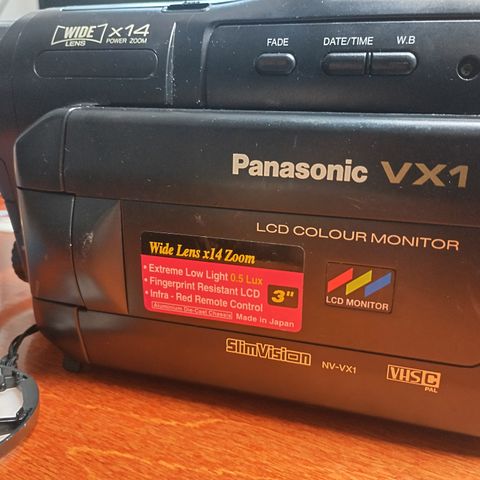 WIDE x14
LENS POWER ZOOM
FADE DATE/TIME W.B
Panasonic VX1
LCD COLOUR MONITOR
Wide Lens x14 Zoom
• Extreme Low Light 0.5 Lux
• Fingerprint Resistant LCD
• Infra - Red Remote Control
3"
Aluminium Die-Cast Chassis Made in Japan
LCD MONITOR
SlimVision NV-VX1 VHS C
PAL